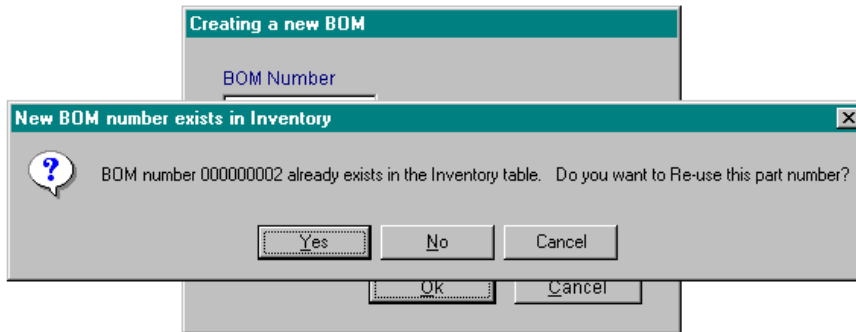 Creating a new BOM
BOM Number
New BOM number exists in Inventory
BOM number 000000002 already exists in the Inventory table. Do you want to Re-use this part number?
Yes No Cancel
Ok Cancel